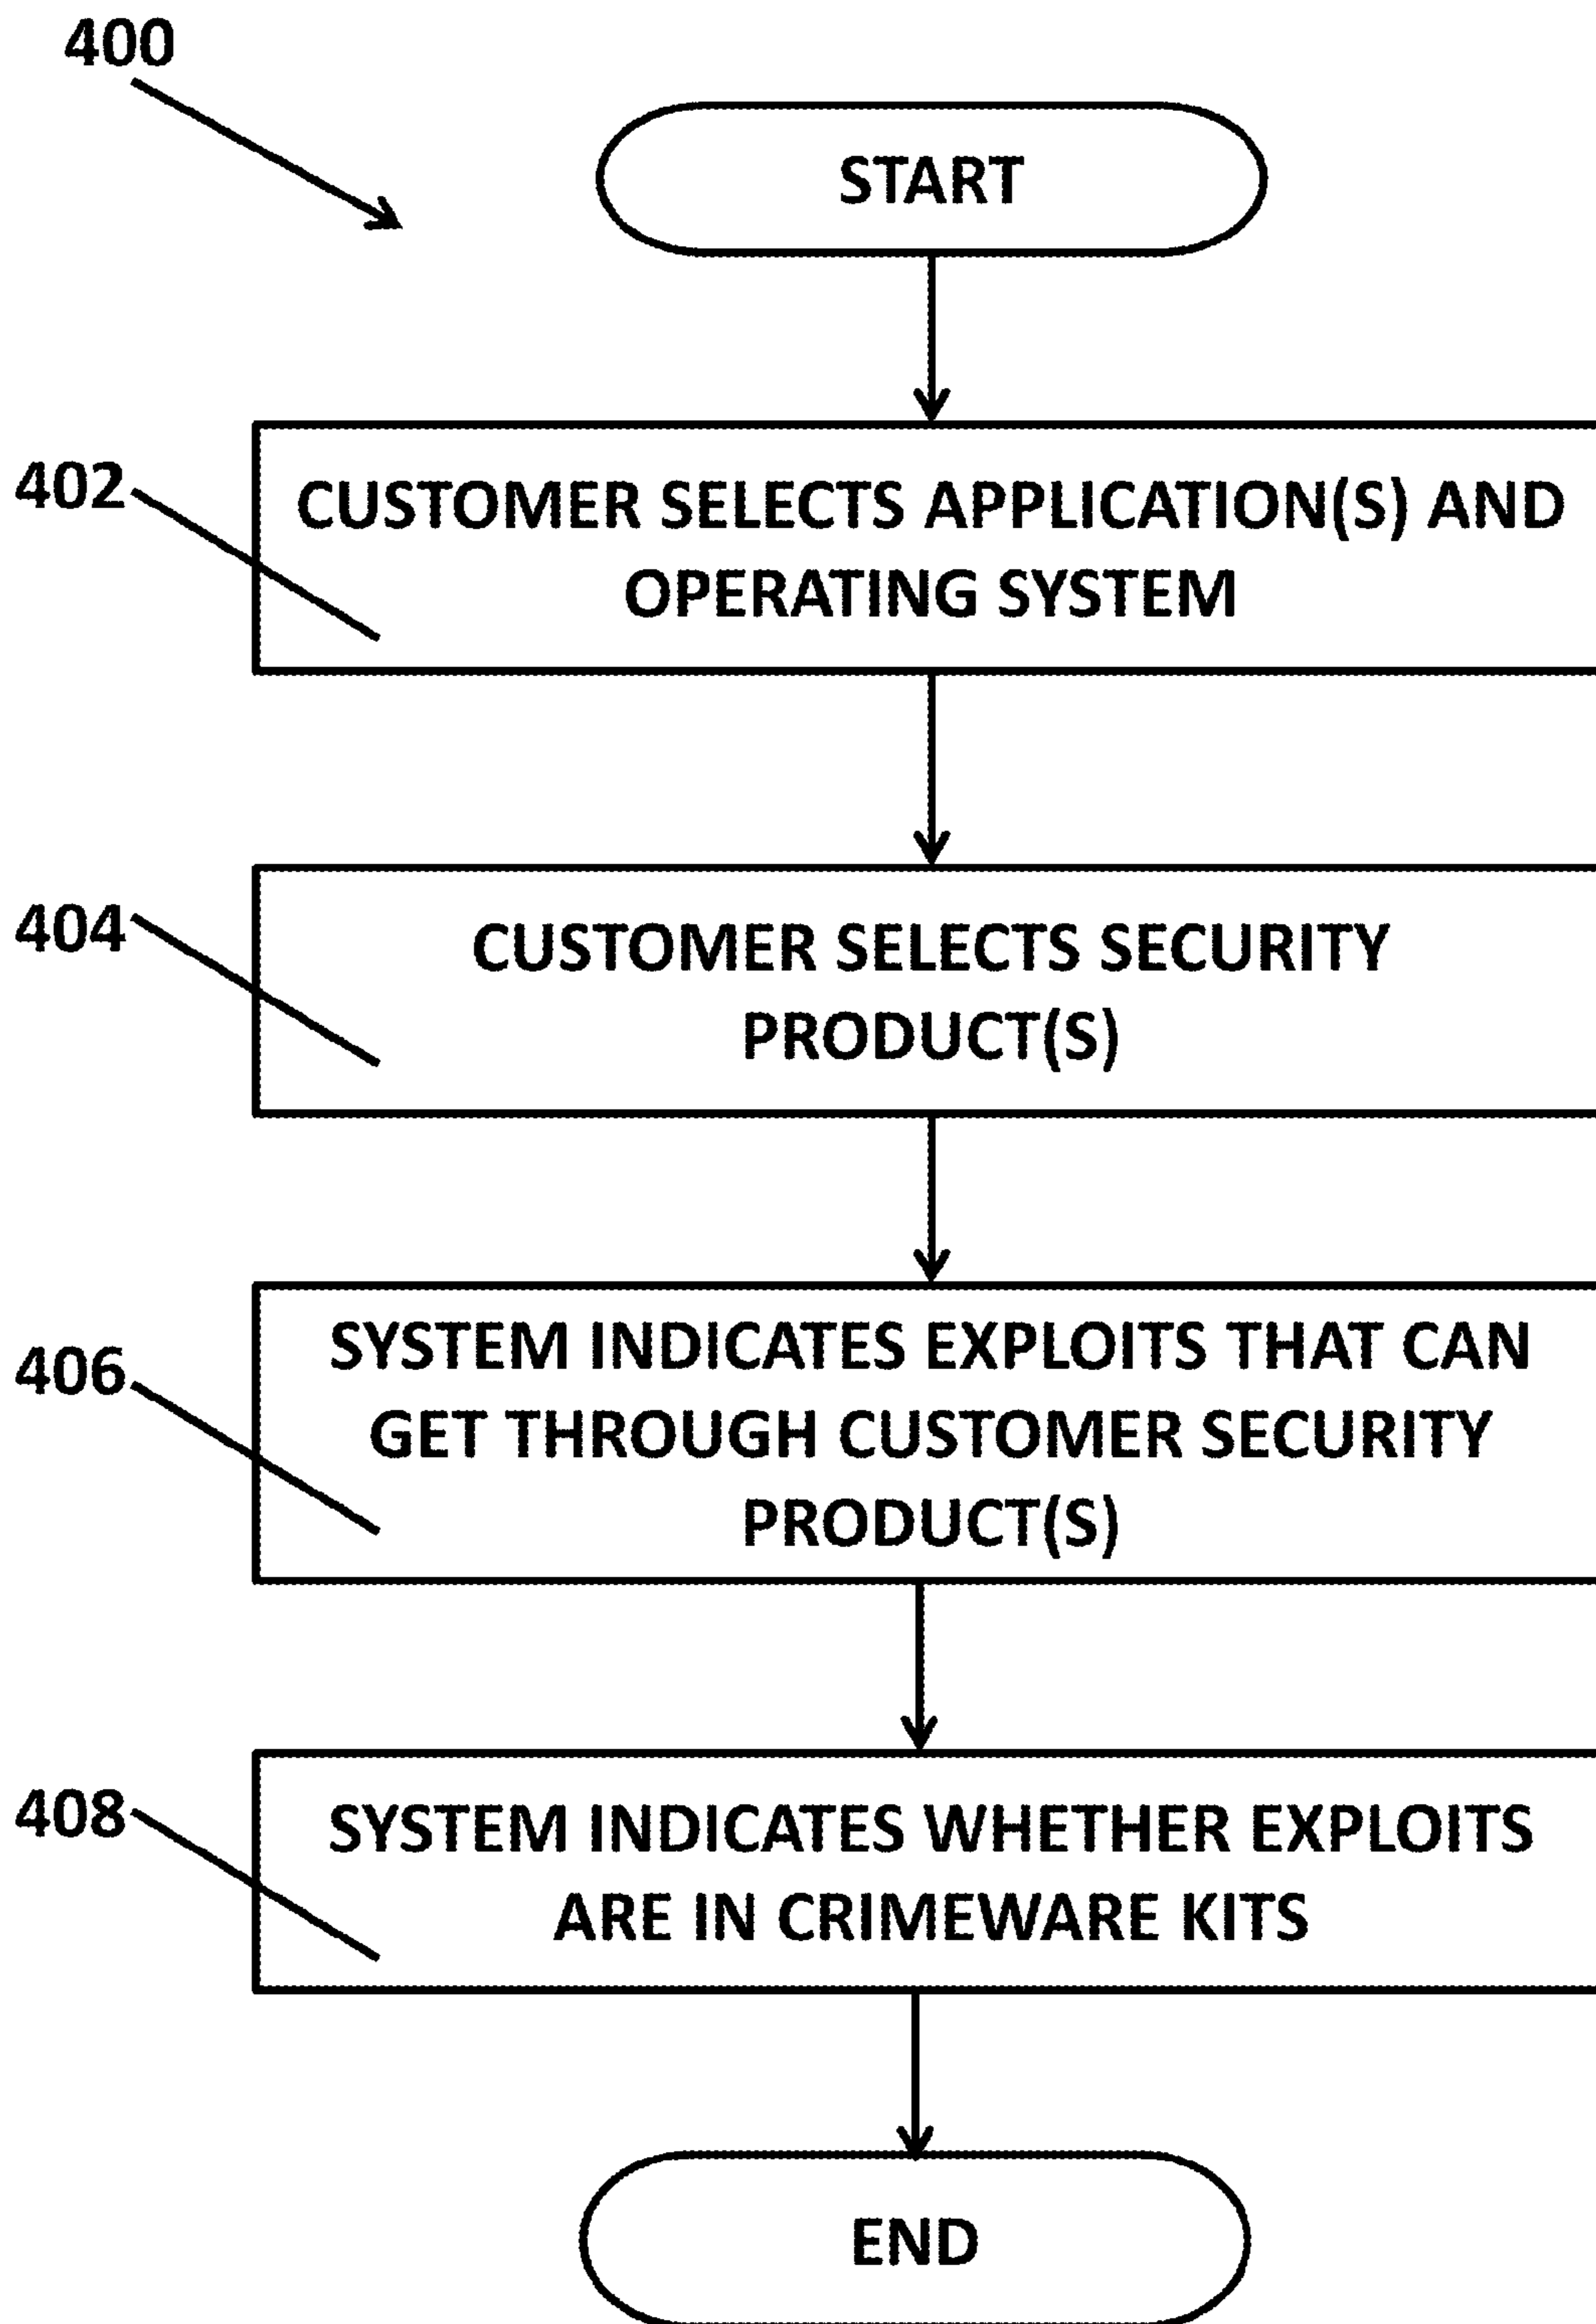 400
START
402
CUSTOMER SELECTS APPLICATION(S) AND
OPERATING SYSTEM
404
CUSTOMER SELECTS SECURITY
PRODUCT(S)
406
SYSTEM INDICATES EXPLOITS THAT CAN
GET THROUGH CUSTOMER SECURITY
PRODUCT(S)
408
SYSTEM INDICATES WHETHER EXPLOITS
ARE IN CRIMEWARE KITS
END